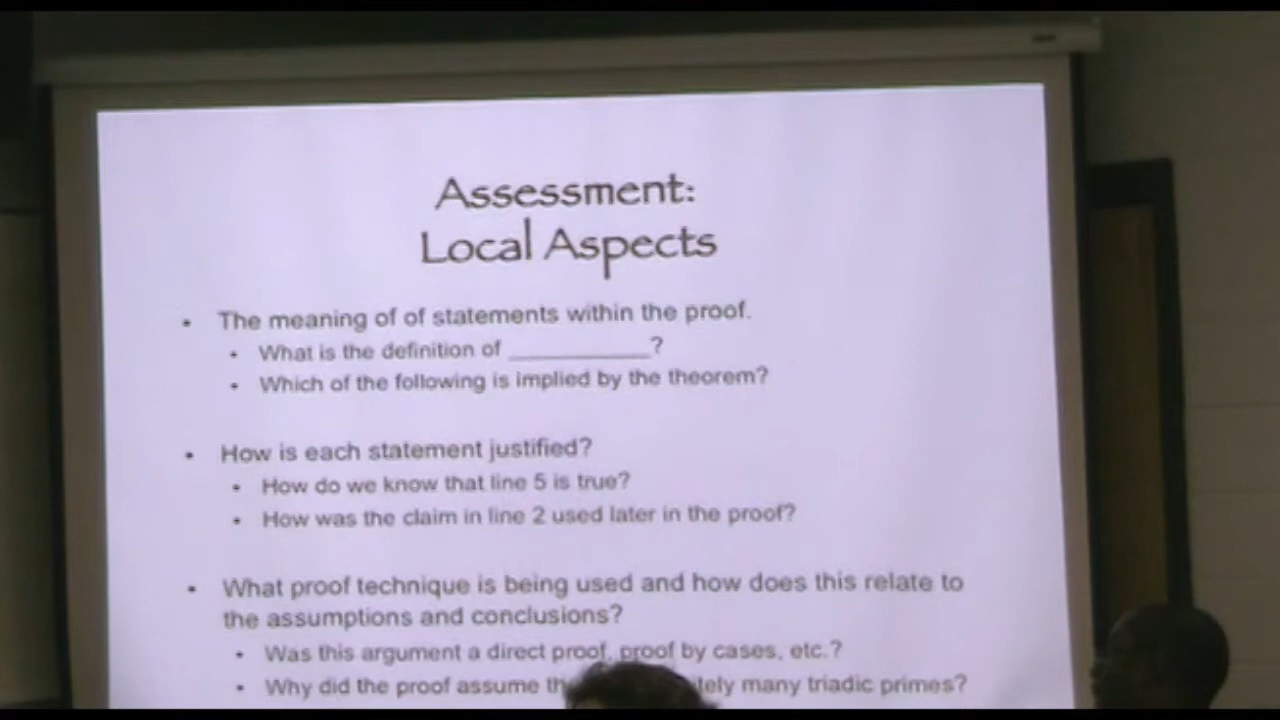 Assessment:
Local Aspects
• The meaning of of statements within the proof.
• What is the definition of __________?
• Which of the following is implied by the theorem?
• How is each statement justified?
• How do we know that line 5 is true?
• How was the claim in line 2 used later in the proof?
• What proof technique is being used and how does this relate to
the assumptions and conclusions?
• Was this argument a direct proof, proof by cases, etc.?
• Why did the proof assume many triadic primes?